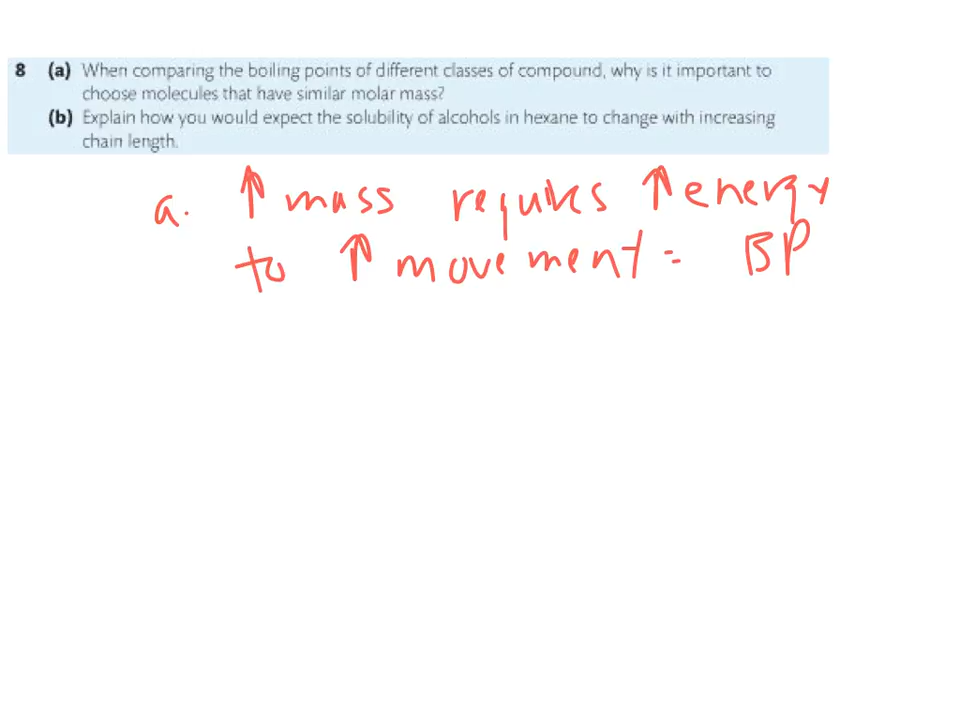 8 (a) When comparing the boiling points of different classes of compound, why is it important to
choose molecules that have similar molar mass?
(b) Explain how you would expect the solubility of alcohols in hexane to change with increasing
chain length.
a. ↑ mass requires ↑ energy
to ↑ movement = BP